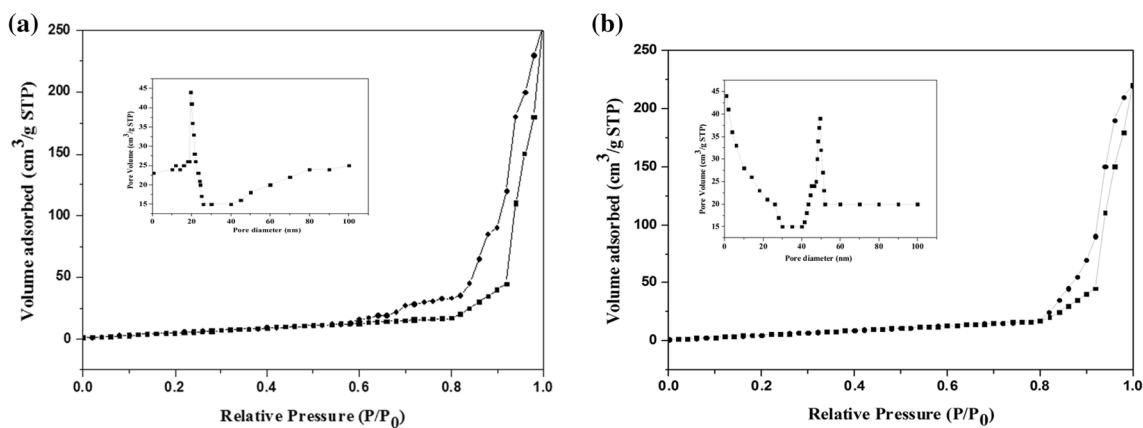 (a)
250
200
150
100
50
0
Volume adsorbed (cm³/g STP)
0.0 0.2 0.4 0.6 0.8 1.0
Relative Pressure (P/P₀)
45
40
35
30
25
20
15
Pore Volume (cm³/g STP)
0 20 40 60 80 100
Pore diameter (nm)
(b)
250
200
150
100
50
0
Volume adsorbed (cm³/g STP)
0.0 0.2 0.4 0.6 0.8 1.0
Relative Pressure (P/P₀)
45
40
35
30
25
20
15
Pore Volume (cm³/g STP)
0 20 40 60 80 100
Pore diameter (nm)